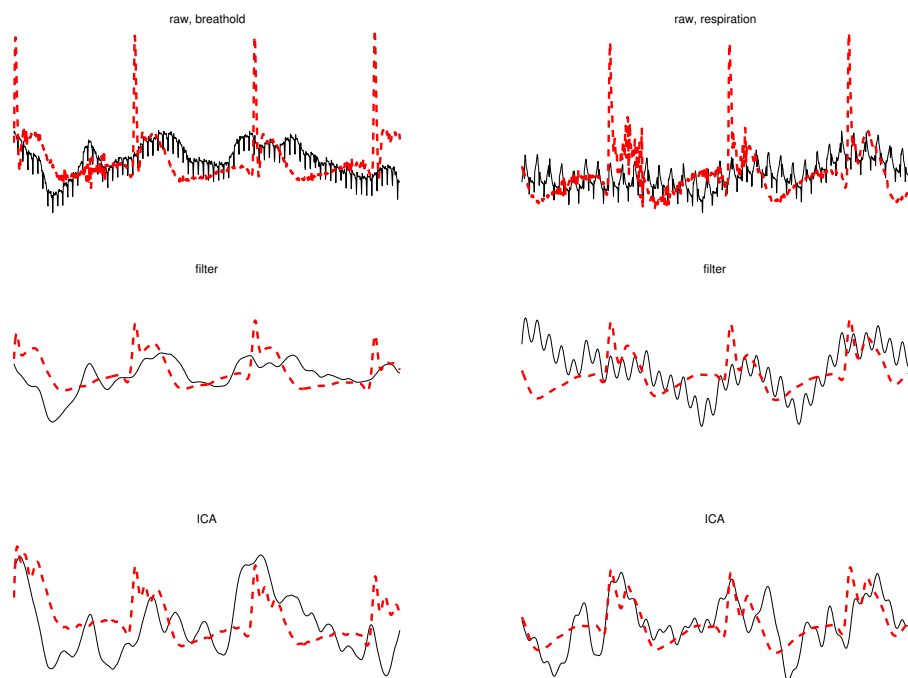 raw, breathold
raw, respiration
filter
filter
ICA
ICA